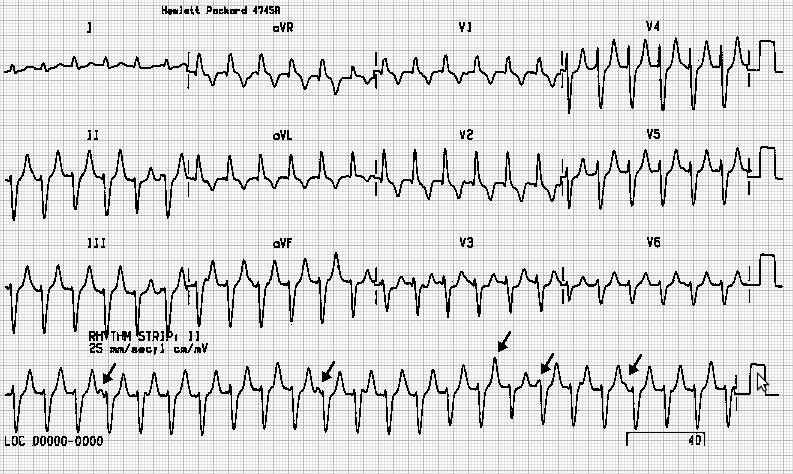 Hewlett Packard 4745A
I aVR V1 V4
II aVL V2 V5
III aVF V3 V6
RHYTHM STRIP: II
25 mm/sec;1 cm/mV
LOC 00000-0000
40